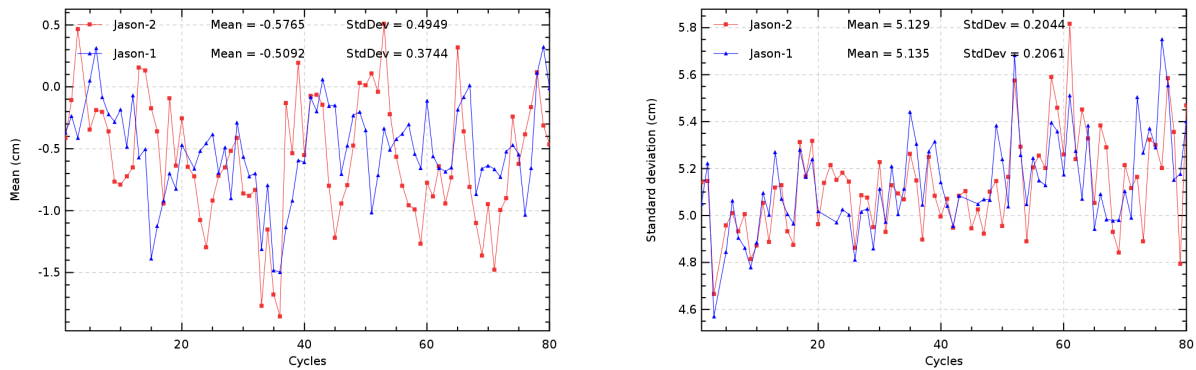 Jason-2 Mean = -0.5765 StdDev = 0.4949
Jason-1 Mean = -0.5092 StdDev = 0.3744
0.5
0.0
-0.5
-1.0
-1.5
Mean (cm)
20 40 60 80
Cycles
Jason-2 Mean = 5.129 StdDev = 0.2044
Jason-1 Mean = 5.135 StdDev = 0.2061
5.8
5.6
5.4
5.2
5.0
4.8
4.6
Standard deviation (cm)
20 40 60 80
Cycles